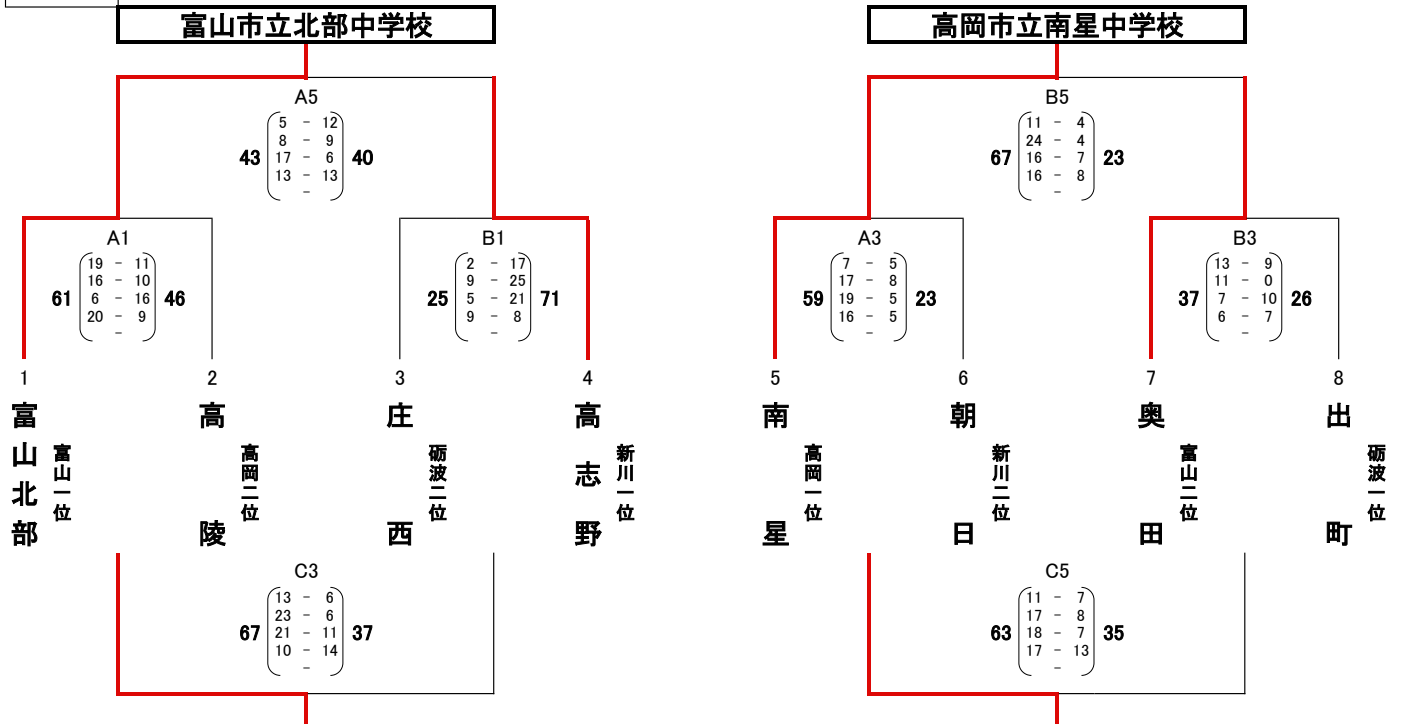 富山市立北部中学校
高岡市立南星中学校
A5
5 - 12
8 - 9
43 17 - 6 40
13 - 13
-
B5
11 - 4
24 - 4
67 16 - 7 23
16 - 8
-
A1
19 - 11
16 - 10
61 6 - 16 46
20 - 9
-
B1
2 - 17
9 - 25
25 5 - 21 71
9 - 8
-
A3
7 - 5
17 - 8
59 19 - 5 23
16 - 5
-
B3
13 - 9
11 - 0
37 7 - 10 26
6 - 7
-
1 2 3 4 5 6 7 8
富山北部
富山一位
高陵
高岡二位
庄西
砺波二位
高志野
新川一位
南星
高岡一位
朝日
新川二位
奥田
富山二位
出町
砺波一位
C3
13 - 6
23 - 6
67 21 - 11 37
10 - 14
-
C5
11 - 7
17 - 8
63 18 - 7 35
17 - 13
-